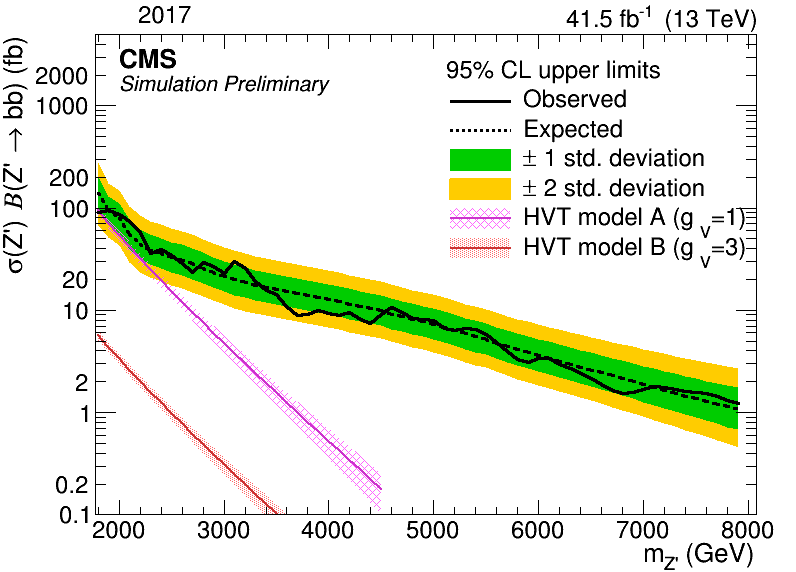 2017
41.5 fb⁻¹ (13 TeV)
CMS
Simulation Preliminary
95% CL upper limits
Observed
Expected
± 1 std. deviation
± 2 std. deviation
HVT model A (g_v=1)
HVT model B (g_v=3)
σ(Z') B(Z' → bb) (fb)
2000
1000
200
100
20
10
2
1
0.2
0.1
2000 3000 4000 5000 6000 7000 8000
m_Z' (GeV)